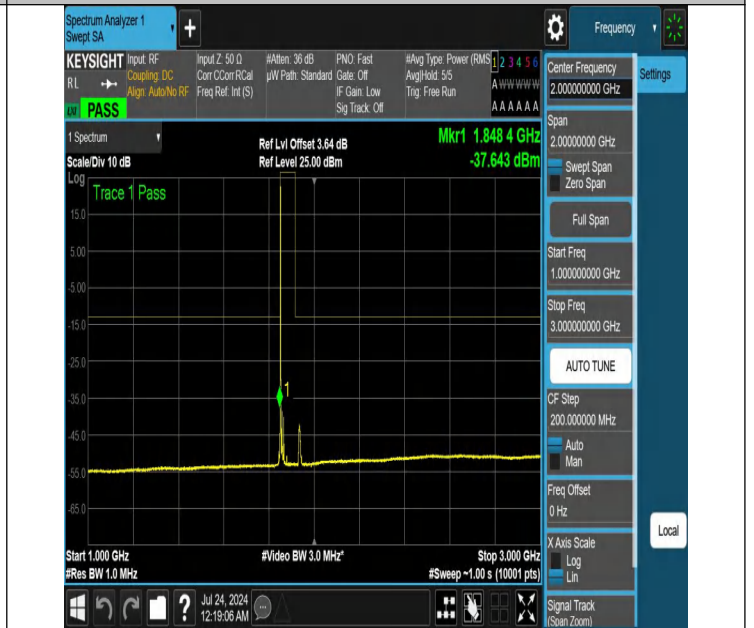 Spectrum Analyzer 1
Swept SA
Frequency
KEYSIGHT
RL
LXI
PASS
Input: RF
Coupling: DC
Align: Auto/No RF
Input Z: 50 Ω
Corr CCorr RCal
Freq Ref: Int (S)
#Atten: 36 dB
µW Path: Standard
PNO: Fast
Gate: Off
IF Gain: Low
Sig Track: Off
#Avg Type: Power (RMS
Avg|Hold: 5/5
Trig: Free Run
1 2 3 4 5 6
A W W W W W
A A A A A A
1 Spectrum
Scale/Div 10 dB
Ref Lvl Offset 3.64 dB
Ref Level 25.00 dBm
Mkr1 1.848 4 GHz
-37.643 dBm
Log
Trace 1 Pass
15.0
5.00
-5.00
-15.0
-25.0
-35.0
-45.0
-55.0
-65.0
1
Start 1.000 GHz
#Res BW 1.0 MHz
#Video BW 3.0 MHz*
Stop 3.000 GHz
#Sweep ~1.00 s (10001 pts)
Jul 24, 2024
12:19:06 AM
?
Center Frequency
2.000000000 GHz
Settings
Span
2.00000000 GHz
Swept Span
Zero Span
Full Span
Start Freq
1.000000000 GHz
Stop Freq
3.000000000 GHz
AUTO TUNE
CF Step
200.000000 MHz
Auto
Man
Freq Offset
0 Hz
X Axis Scale
Log
Lin
Local
Signal Track
(Span Zoom)